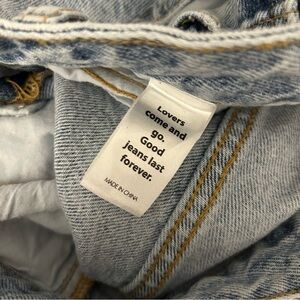 Lovers
come and
go.
Good
jeans last
forever.
MADE IN CHINA